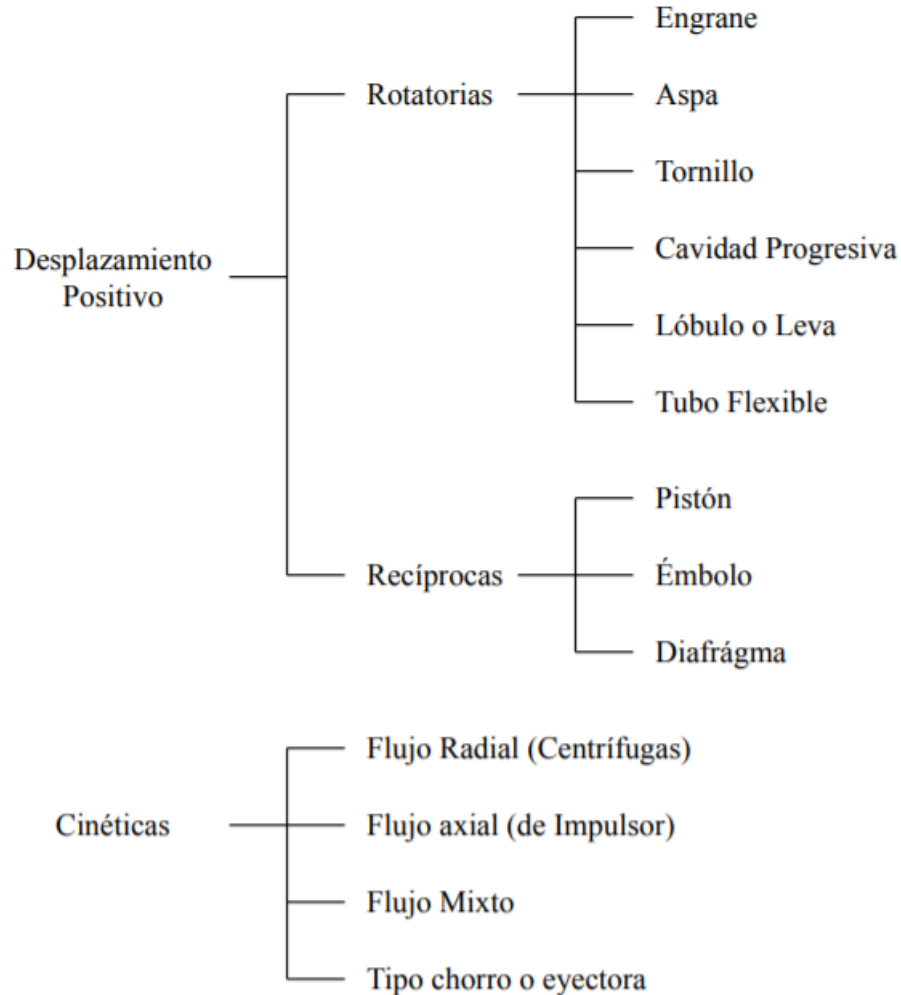 Desplazamiento
Positivo
Rotatorias
Engrane
Aspa
Tornillo
Cavidad Progresiva
Lóbulo o Leva
Tubo Flexible
Recíprocas
Pistón
Émbolo
Diafrágma
Cinéticas
Flujo Radial (Centrífugas)
Flujo axial (de Impulsor)
Flujo Mixto
Tipo chorro o eyectora